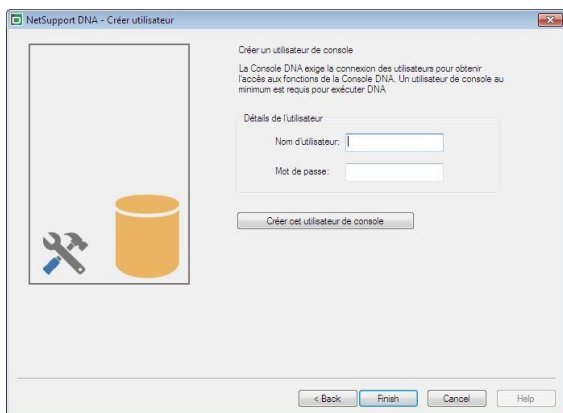 NetSupport DNA - Créer utilisateur
Créer un utilisateur de console
La Console DNA exige la connexion des utilisateurs pour obtenir
l'accès aux fonctions de la Console DNA. Un utilisateur de console au
minimum est requis pour exécuter DNA
Détails de l'utilisateur
Nom d'utilisateur:
Mot de passe:
Créer cet utilisateur de console
< Back
Finish
Cancel
Help